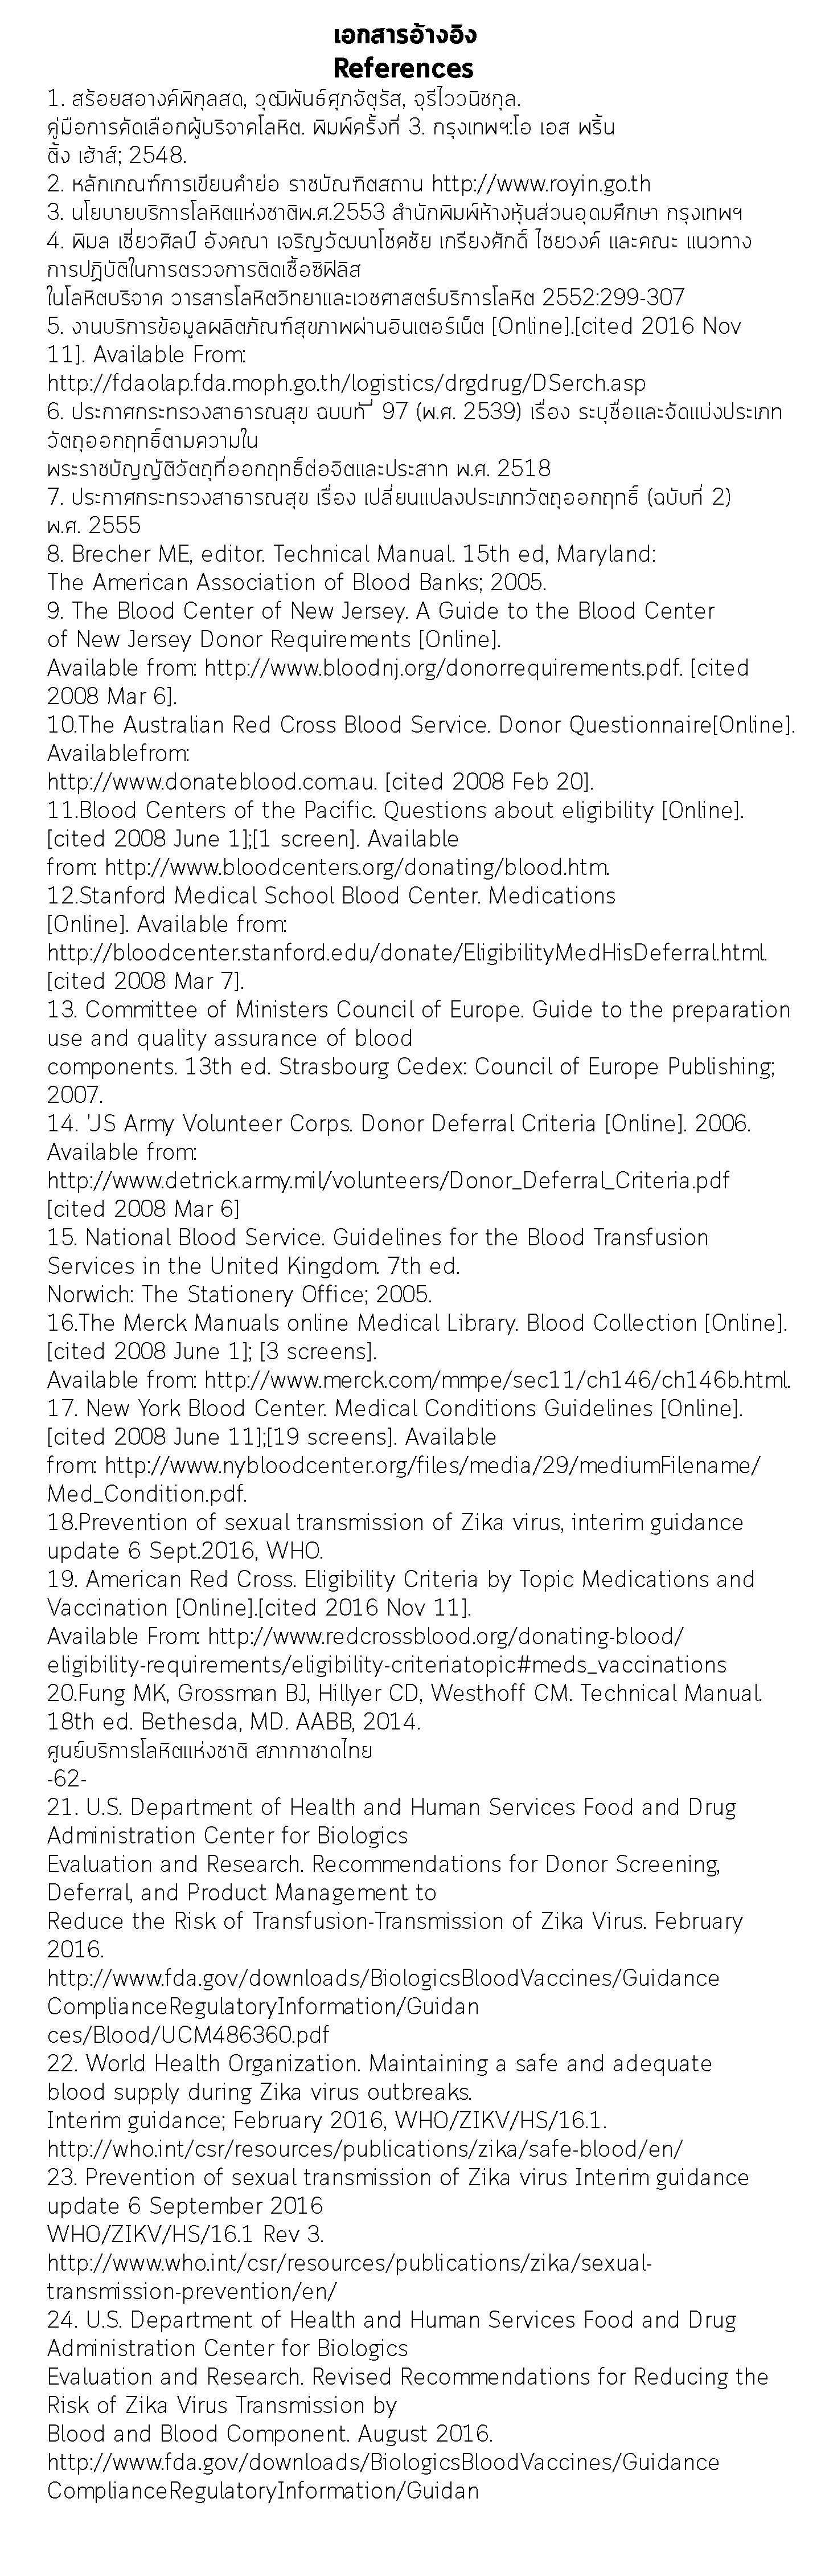 เอกสารอ้างอิง
References
1. สร้อยสอางค์พิกุลสด, วุฒิพันธ์ศุภจัตุรัส, จุรีไววนิชกุล.
คู่มือการคัดเลือกผู้บริจาคโลหิต. พิมพ์ครั้งที่ 3. กรุงเทพฯ:โอ เอส พริ้น
ติ้ง เฮ้าส์; 2548.
2. หลักเกณฑ์การเขียนคำย่อ ราชบัณฑิตสถาน http://www.royin.go.th
3. นโยบายบริการโลหิตแห่งชาติพ.ศ.2553 สำนักพิมพ์ห้างหุ้นส่วนอุดมศึกษา กรุงเทพฯ
4. พิมล เชี่ยวศิลป์ อังคณา เจริญวัฒนาโชคชัย เกรียงศักดิ์ ไชยวงค์ และคณะ แนวทาง
การปฏิบัติในการตรวจการติดเชื้อซิฟิลิส
ในโลหิตบริจาค วารสารโลหิตวิทยาและเวชศาสตร์บริการโลหิต 2552:299-307
5. งานบริการข้อมูลผลิตภัณฑ์สุขภาพผ่านอินเตอร์เน็ต [Online].[cited 2016 Nov
11]. Available From:
http://fdaolap.fda.moph.go.th/logistics/drgdrug/DSerch.asp
6. ประกาศกระทรวงสาธารณสุข ฉบบทั ี่ 97 (พ.ศ. 2539) เรื่อง ระบุชื่อและจัดแบ่งประเภท
วัตถุออกฤทธิ์ตามความใน
พระราชบัญญัติวัตถุที่ออกฤทธิ์ต่อจิตและประสาท พ.ศ. 2518
7. ประกาศกระทรวงสาธารณสุข เรื่อง เปลี่ยนแปลงประเภทวัตถุออกฤทธิ์ (ฉบับที่ 2)
พ.ศ. 2555
8. Brecher ME, editor. Technical Manual. 15th ed, Maryland:
The American Association of Blood Banks; 2005.
9. The Blood Center of New Jersey. A Guide to the Blood Center
of New Jersey Donor Requirements [Online].
Available from: http://www.bloodnj.org/donorrequirements.pdf. [cited
2008 Mar 6].
10.The Australian Red Cross Blood Service. Donor Questionnaire[Online].
Availablefrom:
http://www.donateblood.com.au. [cited 2008 Feb 20].
11.Blood Centers of the Pacific. Questions about eligibility [Online].
[cited 2008 June 1];[1 screen]. Available
from: http://www.bloodcenters.org/donating/blood.htm.
12.Stanford Medical School Blood Center. Medications
[Online]. Available from:
http://bloodcenter.stanford.edu/donate/EligibilityMedHisDeferral.html.
[cited 2008 Mar 7].
13. Committee of Ministers Council of Europe. Guide to the preparation
use and quality assurance of blood
components. 13th ed. Strasbourg Cedex: Council of Europe Publishing;
2007.
14. 'JS Army Volunteer Corps. Donor Deferral Criteria [Online]. 2006.
Available from:
http://www.detrick.army.mil/volunteers/Donor_Deferral_Criteria.pdf
[cited 2008 Mar 6]
15. National Blood Service. Guidelines for the Blood Transfusion
Services in the United Kingdom. 7th ed.
Norwich: The Stationery Office; 2005.
16.The Merck Manuals online Medical Library. Blood Collection [Online].
[cited 2008 June 1]; [3 screens].
Available from: http://www.merck.com/mmpe/sec11/ch146/ch146b.html.
17. New York Blood Center. Medical Conditions Guidelines [Online].
[cited 2008 June 11];[19 screens]. Available
from: http://www.nybloodcenter.org/files/media/29/mediumFilename/
Med_Condition.pdf.
18.Prevention of sexual transmission of Zika virus, interim guidance
update 6 Sept.2016, WHO.
19. American Red Cross. Eligibility Criteria by Topic Medications and
Vaccination [Online].[cited 2016 Nov 11].
Available From: http://www.redcrossblood.org/donating-blood/
eligibility-requirements/eligibility-criteriatopic#meds_vaccinations
20.Fung MK, Grossman BJ, Hillyer CD, Westhoff CM. Technical Manual.
18th ed. Bethesda, MD. AABB, 2014.
ศูนย์บริการโลหิตแห่งชาติ สภากาชาดไทย
-62-
21. U.S. Department of Health and Human Services Food and Drug
Administration Center for Biologics
Evaluation and Research. Recommendations for Donor Screening,
Deferral, and Product Management to
Reduce the Risk of Transfusion-Transmission of Zika Virus. February
2016.
http://www.fda.gov/downloads/BiologicsBloodVaccines/Guidance
ComplianceRegulatoryInformation/Guidan
ces/Blood/UCM486360.pdf
22. World Health Organization. Maintaining a safe and adequate
blood supply during Zika virus outbreaks.
Interim guidance; February 2016, WHO/ZIKV/HS/16.1.
http://who.int/csr/resources/publications/zika/safe-blood/en/
23. Prevention of sexual transmission of Zika virus Interim guidance
update 6 September 2016
WHO/ZIKV/HS/16.1 Rev 3.
http://www.who.int/csr/resources/publications/zika/sexual-
transmission-prevention/en/
24. U.S. Department of Health and Human Services Food and Drug
Administration Center for Biologics
Evaluation and Research. Revised Recommendations for Reducing the
Risk of Zika Virus Transmission by
Blood and Blood Component. August 2016.
http://www.fda.gov/downloads/BiologicsBloodVaccines/Guidance
ComplianceRegulatoryInformation/Guidan